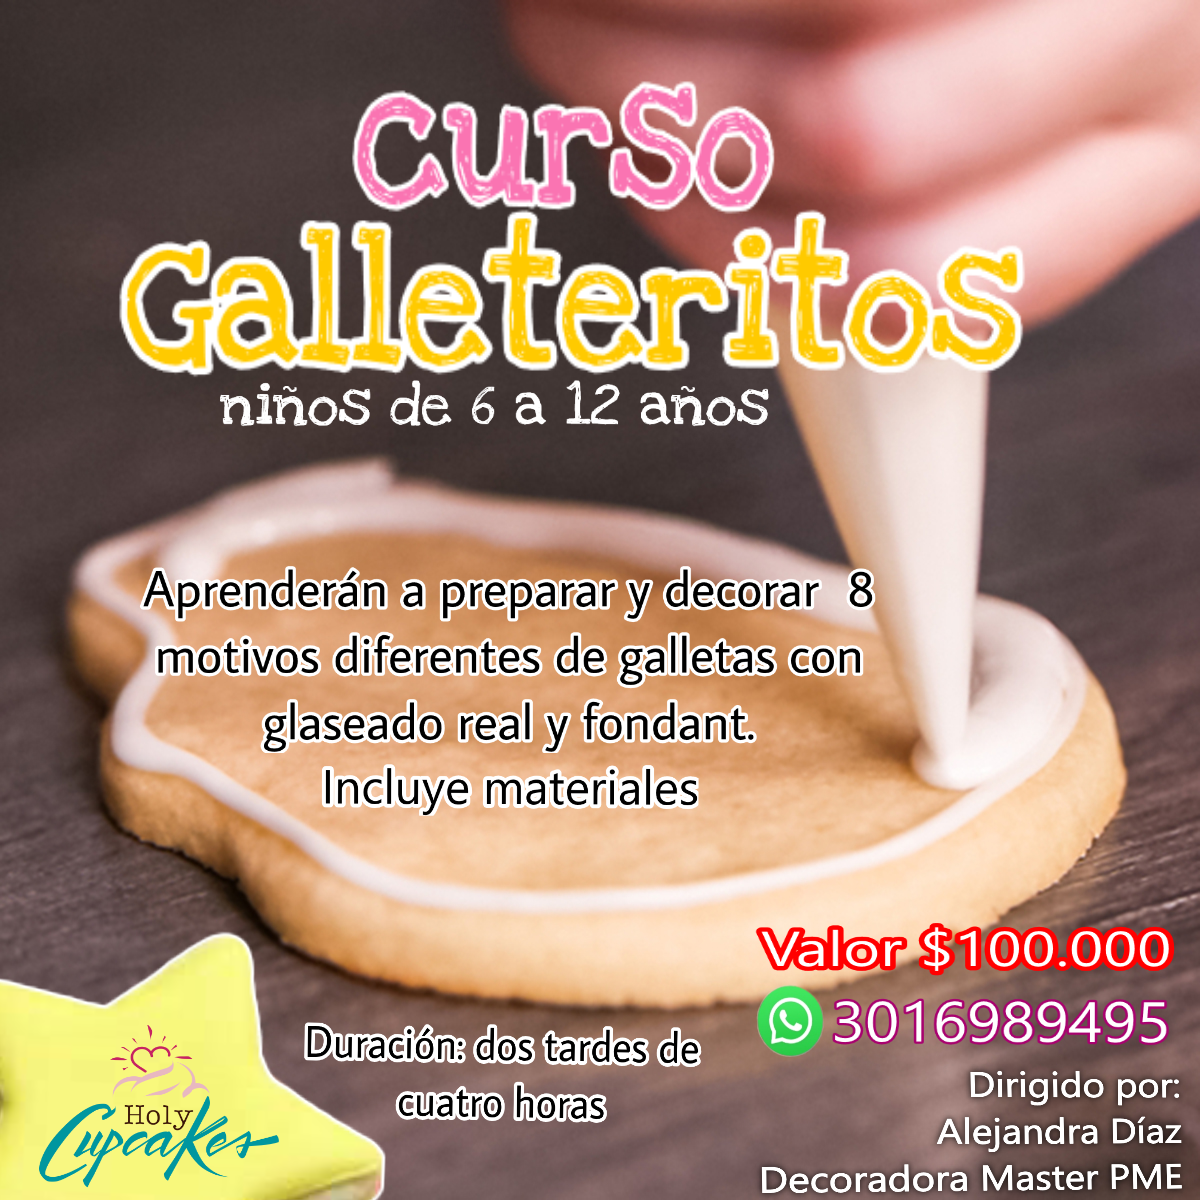 curso
Galleteritos
niños de 6 a 12 años
Aprenderán a preparar y decorar 8
motivos diferentes de galletas con
glaseado real y fondant.
Incluye materiales
Valor $100.000
3016989495
Duración: dos tardes de
cuatro horas
Dirigido por:
Alejandra Díaz
Decoradora Master PME
Holy
Cupcakes